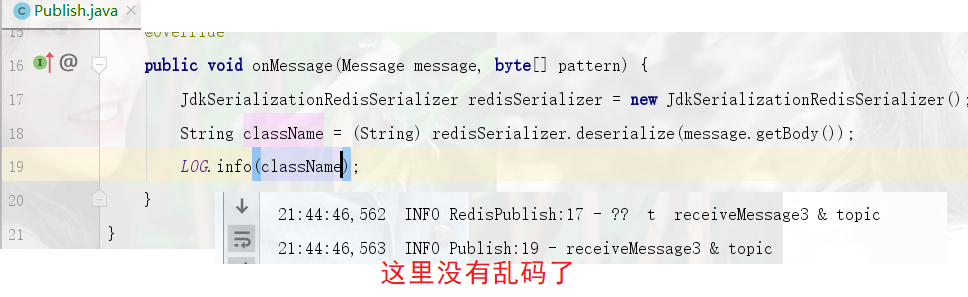 Publish.java
15 @Override
16 public void onMessage(Message message, byte[] pattern) {
17 JdkSerializationRedisSerializer redisSerializer = new JdkSerializationRedisSerializer();
18 String className = (String) redisSerializer.deserialize(message.getBody());
19 LOG.info(className);
20 }
21 }
21:44:46,562 INFO RedisPublish:17 - ?? t receiveMessage3 & topic
21:44:46,563 INFO Publish:19 - receiveMessage3 & topic
这里没有乱码了